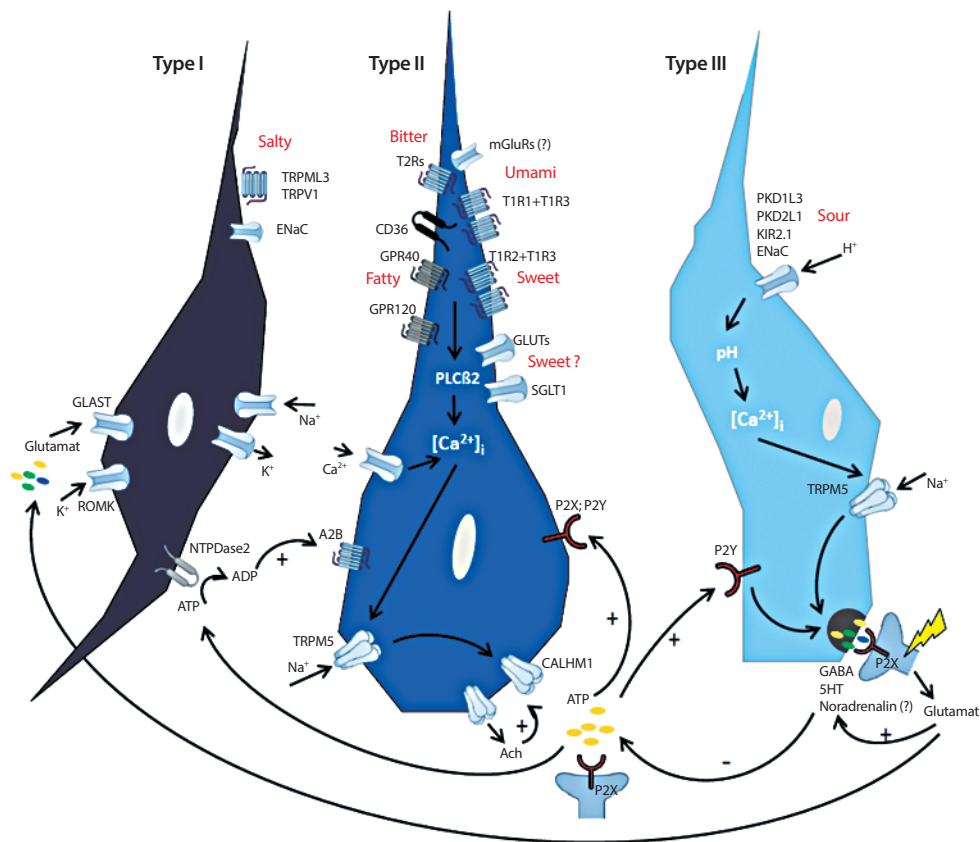 Type I
Type II
Type III
Salty
TRPML3
TRPV1
ENaC
GLAST
Glutamat
K⁺
ROMK
Na⁺
K⁺
NTPDase2
ADP
ATP
+
Bitter
T2Rs
mGluRs (?)
Umami
T1R1+T1R3
CD36
GPR40
Fatty
T1R2+T1R3
Sweet
GPR120
GLUTs
Sweet ?
SGLT1
PLCß2
[Ca²⁺]ᵢ
Ca²⁺
A2B
P2X; P2Y
TRPM5
Na⁺
CALHM1
Ach
+
ATP
+
+
P2X
-
PKD1L3
PKD2L1
KIR2.1
ENaC
Sour
H⁺
pH
[Ca²⁺]ᵢ
TRPM5
Na⁺
P2Y
P2X
GABA
5HT
Noradrenalin (?)
Glutamat
+